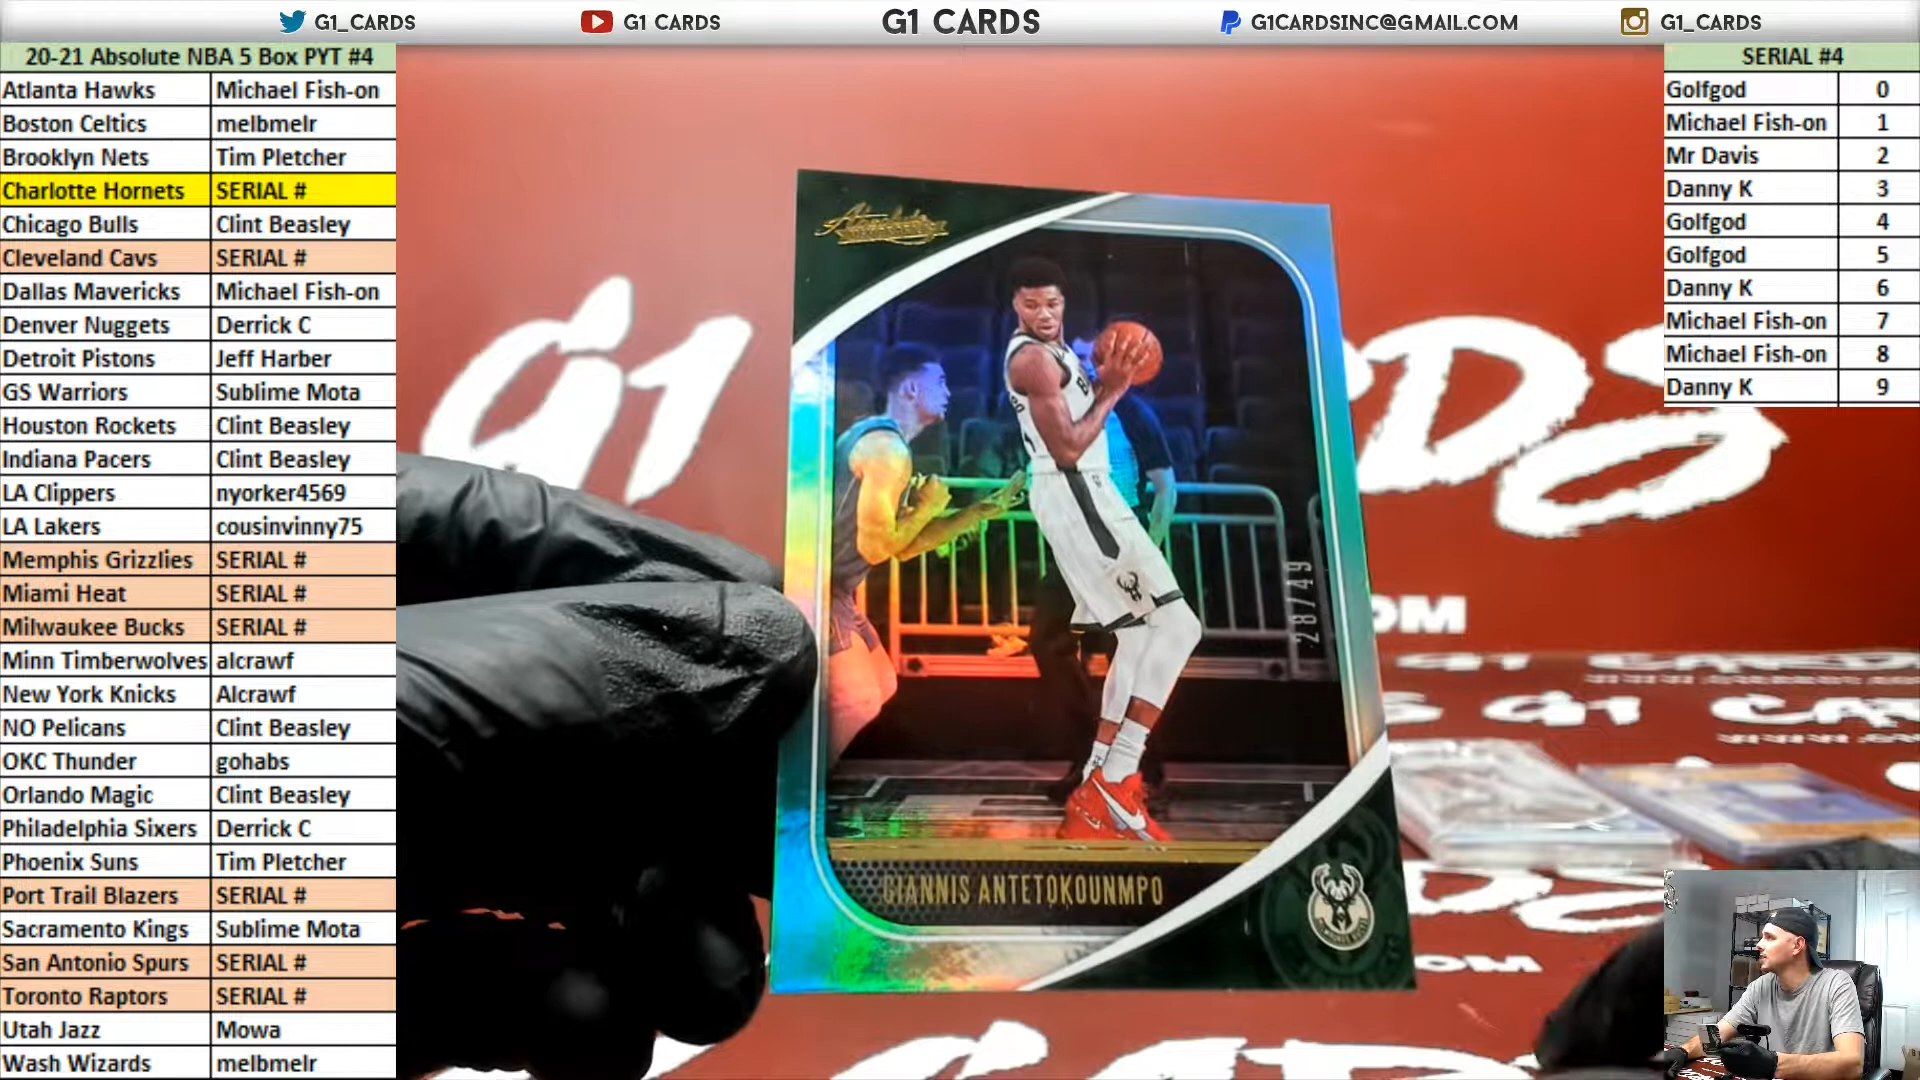 G1_CARDS G1 CARDS G1 CARDS G1CARDSINC@GMAIL.COM G1_CARDS
20-21 Absolute NBA 5 Box PYT #4
Atlanta Hawks Michael Fish-on
Boston Celtics melbmelr
Brooklyn Nets Tim Pletcher
Charlotte Hornets SERIAL #
Chicago Bulls Clint Beasley
Cleveland Cavs SERIAL #
Dallas Mavericks Michael Fish-on
Denver Nuggets Derrick C
Detroit Pistons Jeff Harber
GS Warriors Sublime Mota
Houston Rockets Clint Beasley
Indiana Pacers Clint Beasley
LA Clippers nyorker4569
LA Lakers cousinvinny75
Memphis Grizzlies SERIAL #
Miami Heat SERIAL #
Milwaukee Bucks SERIAL #
Minn Timberwolves alcrawf
New York Knicks Alcrawf
NO Pelicans Clint Beasley
OKC Thunder gohabs
Orlando Magic Clint Beasley
Philadelphia Sixers Derrick C
Phoenix Suns Tim Pletcher
Port Trail Blazers SERIAL #
Sacramento Kings Sublime Mota
San Antonio Spurs SERIAL #
Toronto Raptors SERIAL #
Utah Jazz Mowa
Wash Wizards melbmelr
Absolute
28/49
GIANNIS ANTETOKOUNMPO
G1
RDS
OM
G1 CARD
S G1 CA
OM
SERIAL #4
Golfgod 0
Michael Fish-on 1
Mr Davis 2
Danny K 3
Golfgod 4
Golfgod 5
Danny K 6
Michael Fish-on 7
Michael Fish-on 8
Danny K 9